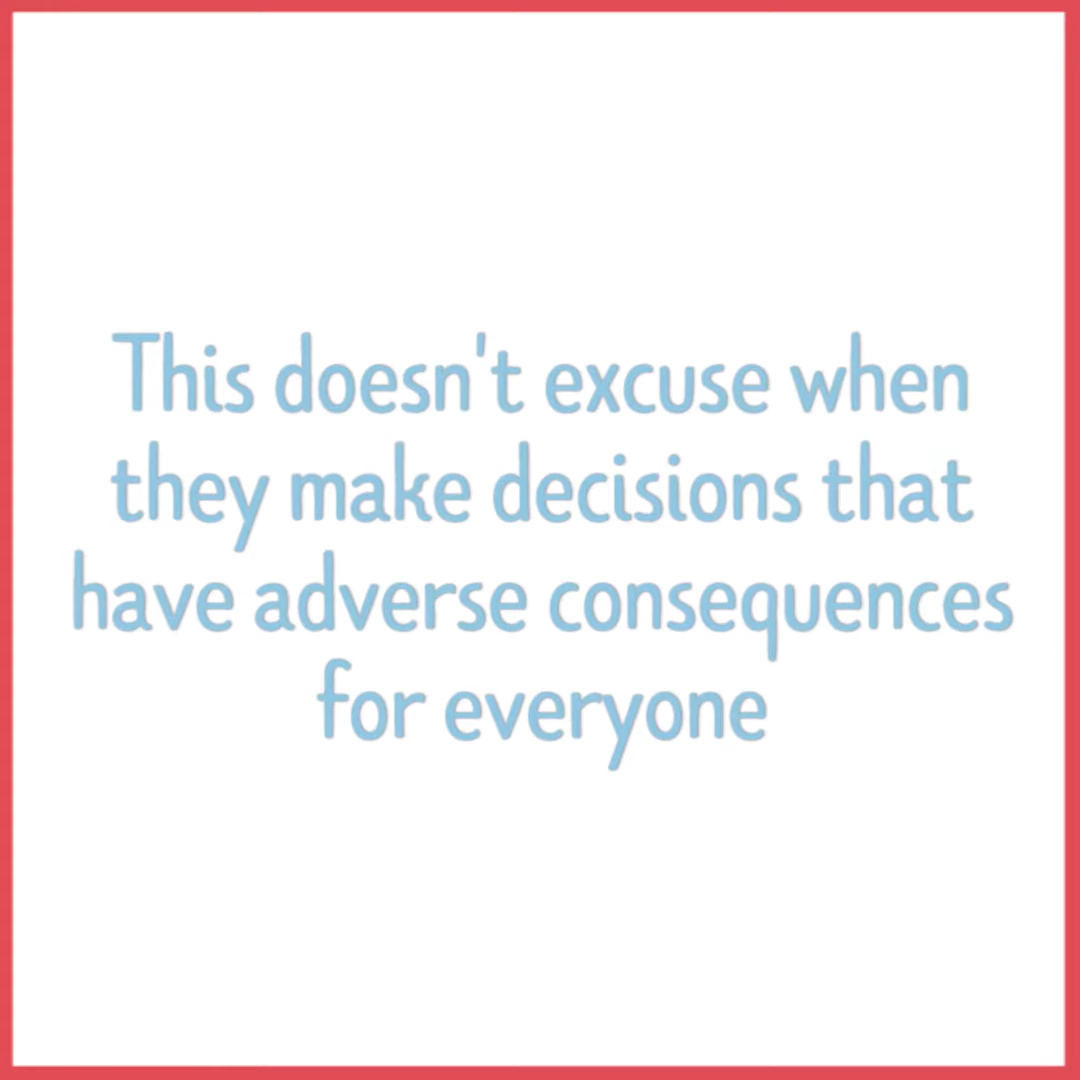 This doesn't excuse when
they make decisions that
have adverse consequences
for everyone